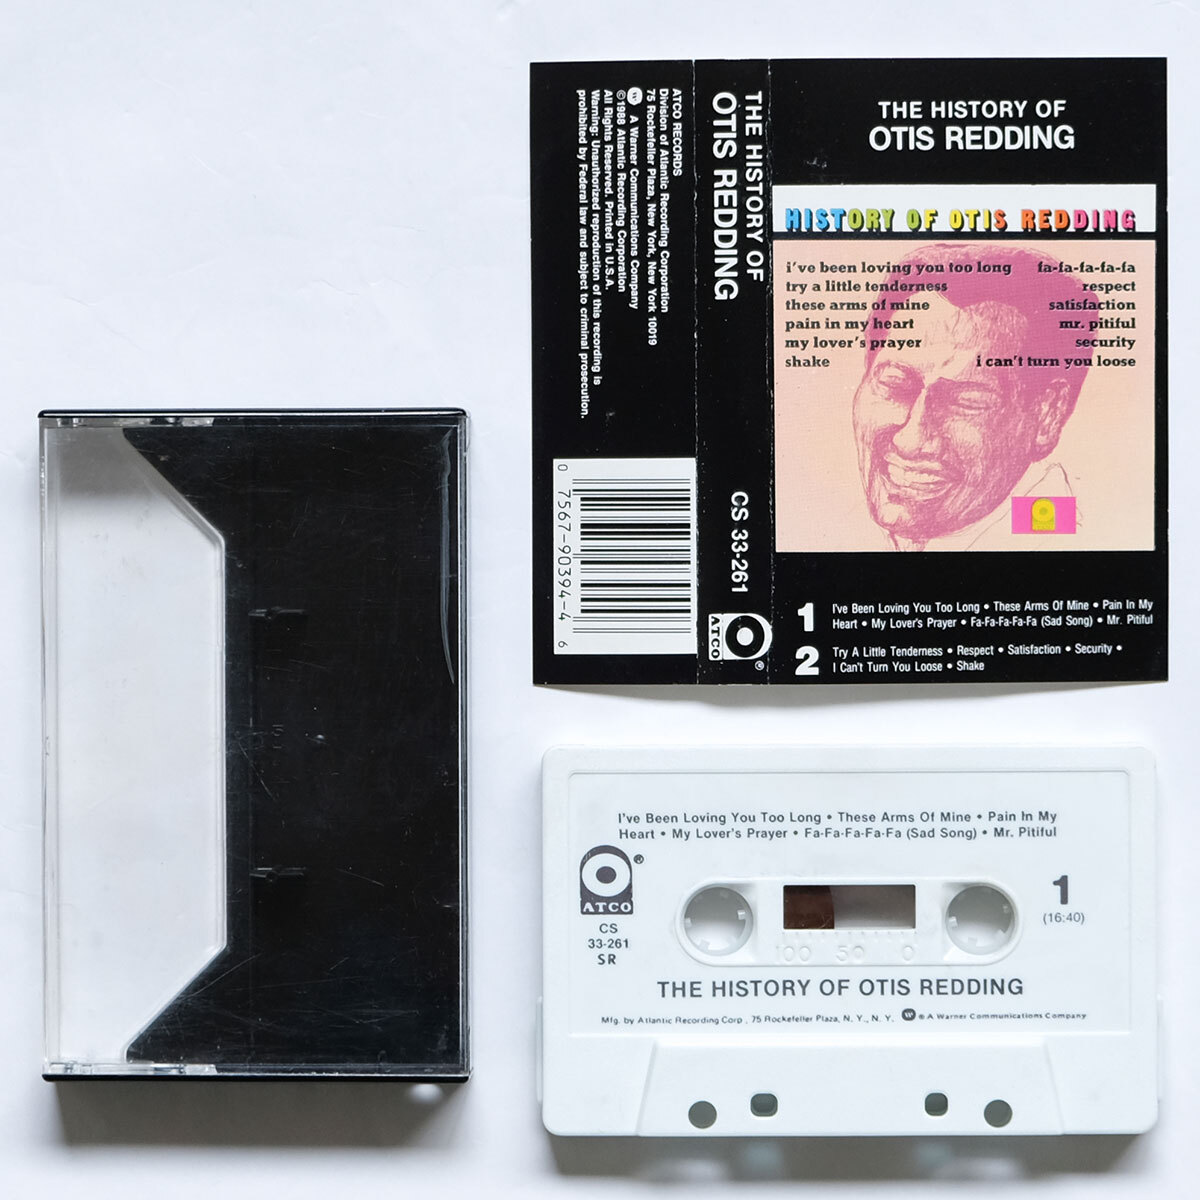 ATCO RECORDS
Division of Atlantic Recording Corporation
75 Rockefeller Plaza, New York, New York 10019
A Warner Communications Company
©1988 Atlantic Recording Corporation
All Rights Reserved. Printed in U.S.A.
Warning: Unauthorized reproduction of this recording is
prohibited by Federal law and subject to criminal prosecution.
0 7567-90394-4 6
THE HISTORY OF
OTIS REDDING
CS 33-261
ATCO
®
THE HISTORY OF
OTIS REDDING
HISTORY OF OTIS REDDING
i've been loving you too long fa-fa-fa-fa-fa
try a little tenderness respect
these arms of mine satisfaction
pain in my heart mr. pitiful
my lover's prayer security
shake i can't turn you loose
1 I've Been Loving You Too Long • These Arms Of Mine • Pain In My
Heart • My Lover's Prayer • Fa-Fa-Fa-Fa-Fa (Sad Song) • Mr. Pitiful
2 Try A Little Tenderness • Respect • Satisfaction • Security •
I Can't Turn You Loose • Shake
I've Been Loving You Too Long • These Arms Of Mine • Pain In My
Heart • My Lover's Prayer • Fa-Fa-Fa-Fa-Fa (Sad Song) • Mr. Pitiful
®
ATCO
CS
33-261
SR
1
(16:40)
100 50 0
THE HISTORY OF OTIS REDDING
Mfg. by Atlantic Recording Corp., 75 Rockefeller Plaza, N. Y., N. Y. ® A Warner Communications Company